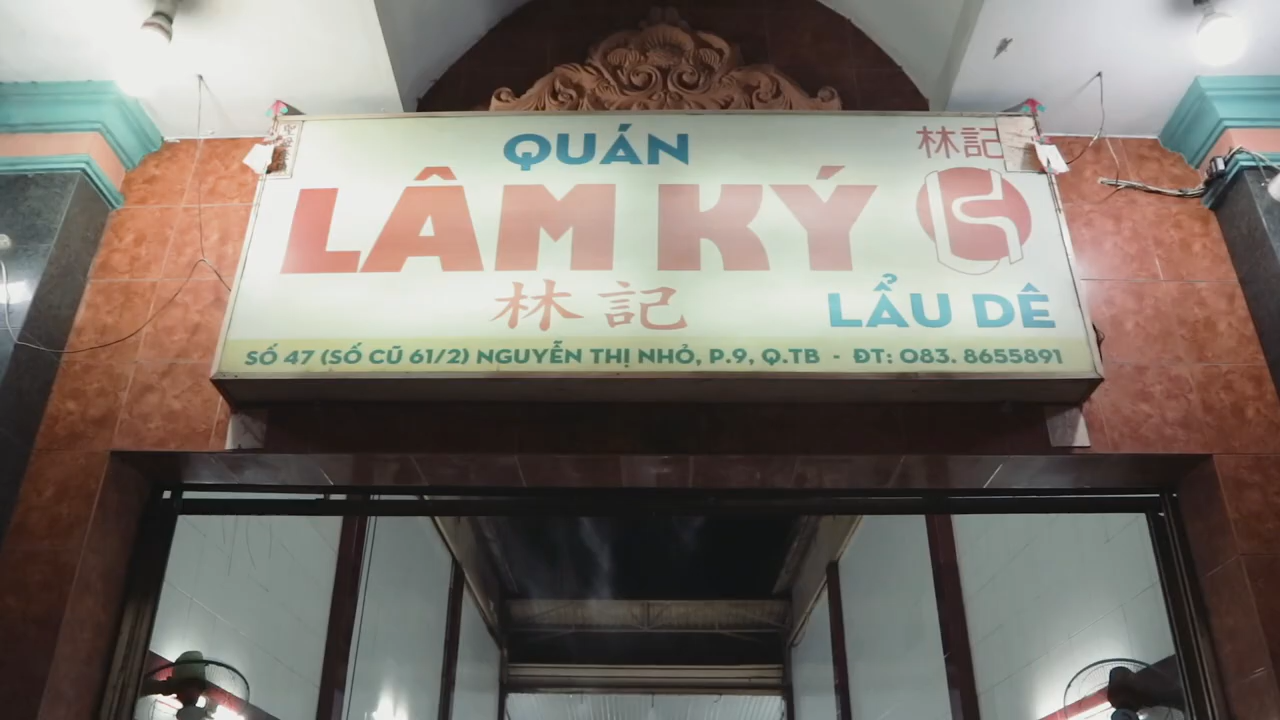 QUÁN
林記
LÂM KÝ
林記
LẨU DÊ
SỐ 47 (SỐ CŨ 61/2) NGUYỄN THỊ NHỎ, P.9, Q.TB - ĐT: 083. 8655891